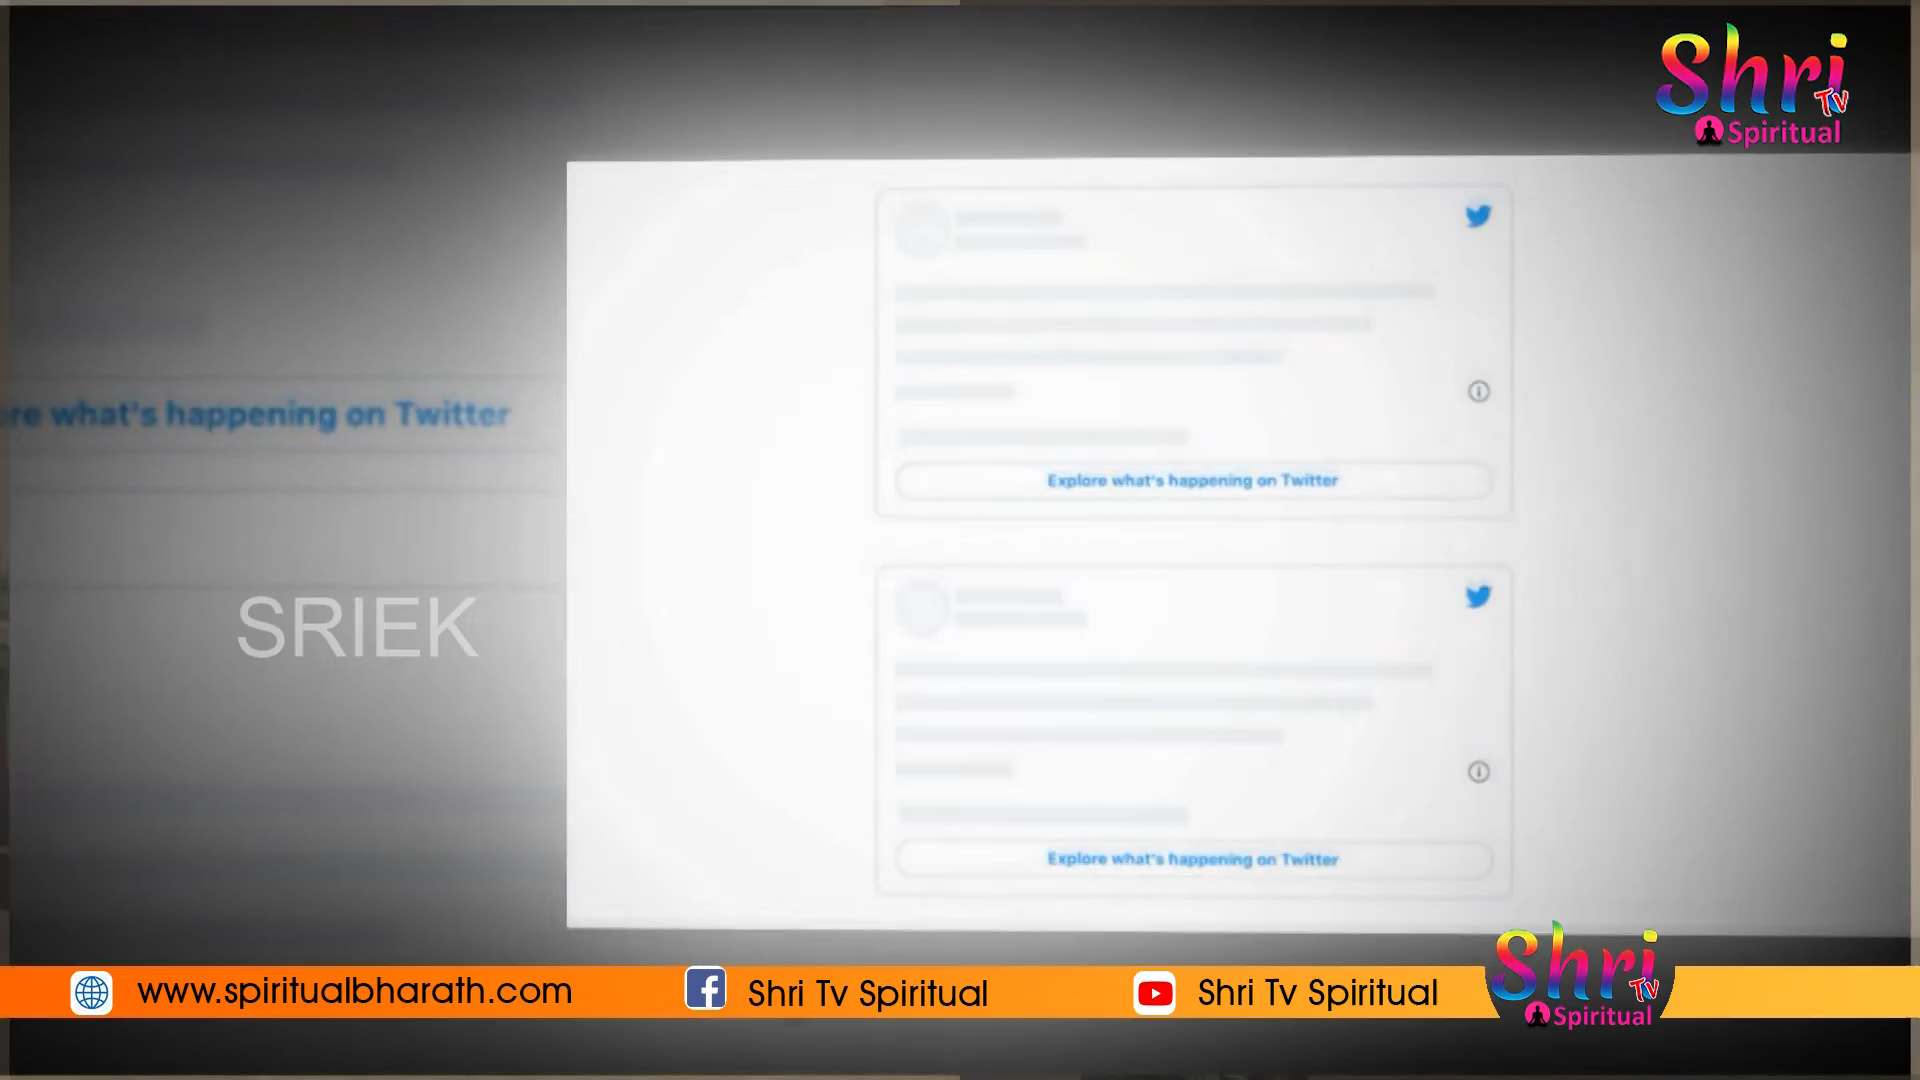 Shri
Tv
Spiritual
re what's happening on Twitter
Explore what's happening on Twitter
SRIEK
Explore what's happening on Twitter
www.spiritualbharath.com
Shri Tv Spiritual
Shri Tv Spiritual
Shri
Tv
Spiritual